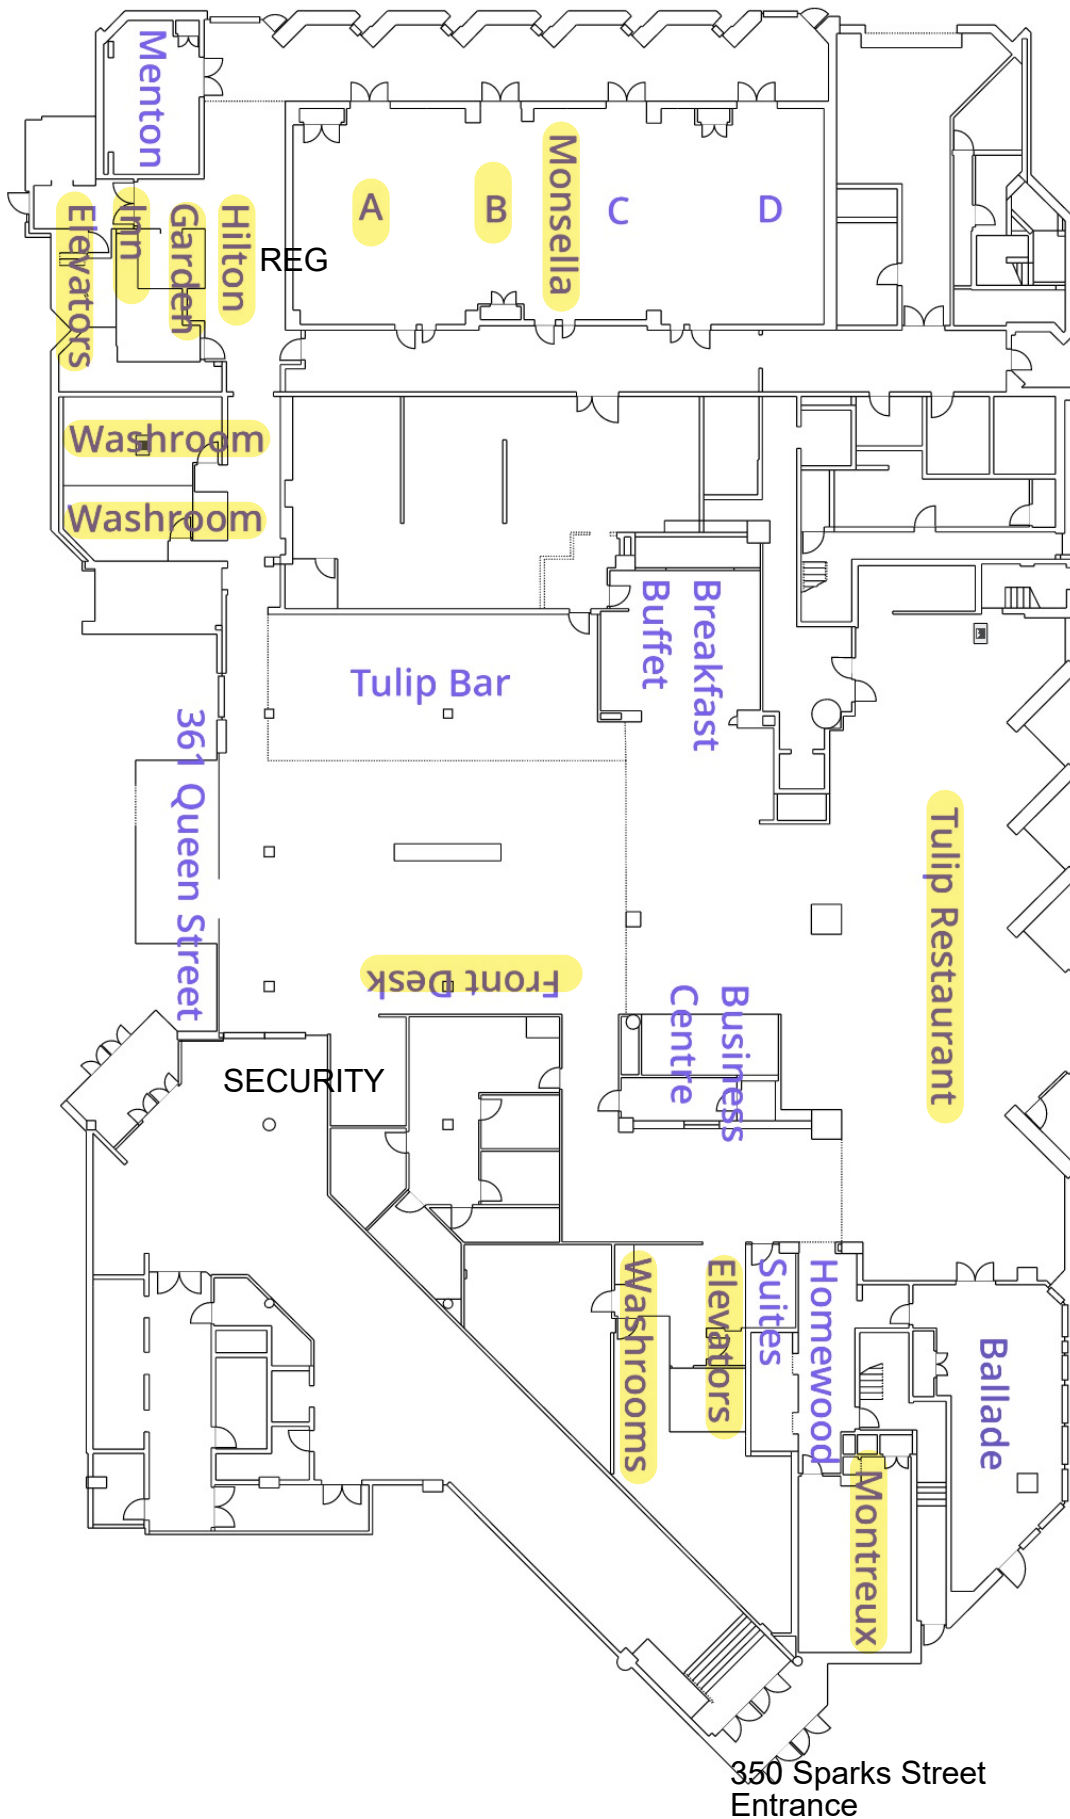 Menton
Elevators
Inn
Garden
Hilton
REG
A
B
Monsella
C
D
Washroom
Washroom
Tulip Bar
Breakfast
Buffet
361 Queen Street
Tulip Restaurant
Front Desk
Business
Centre
SECURITY
Washrooms
Elevators
Homewood
Suites
Ballade
Montreux
350 Sparks Street
Entrance